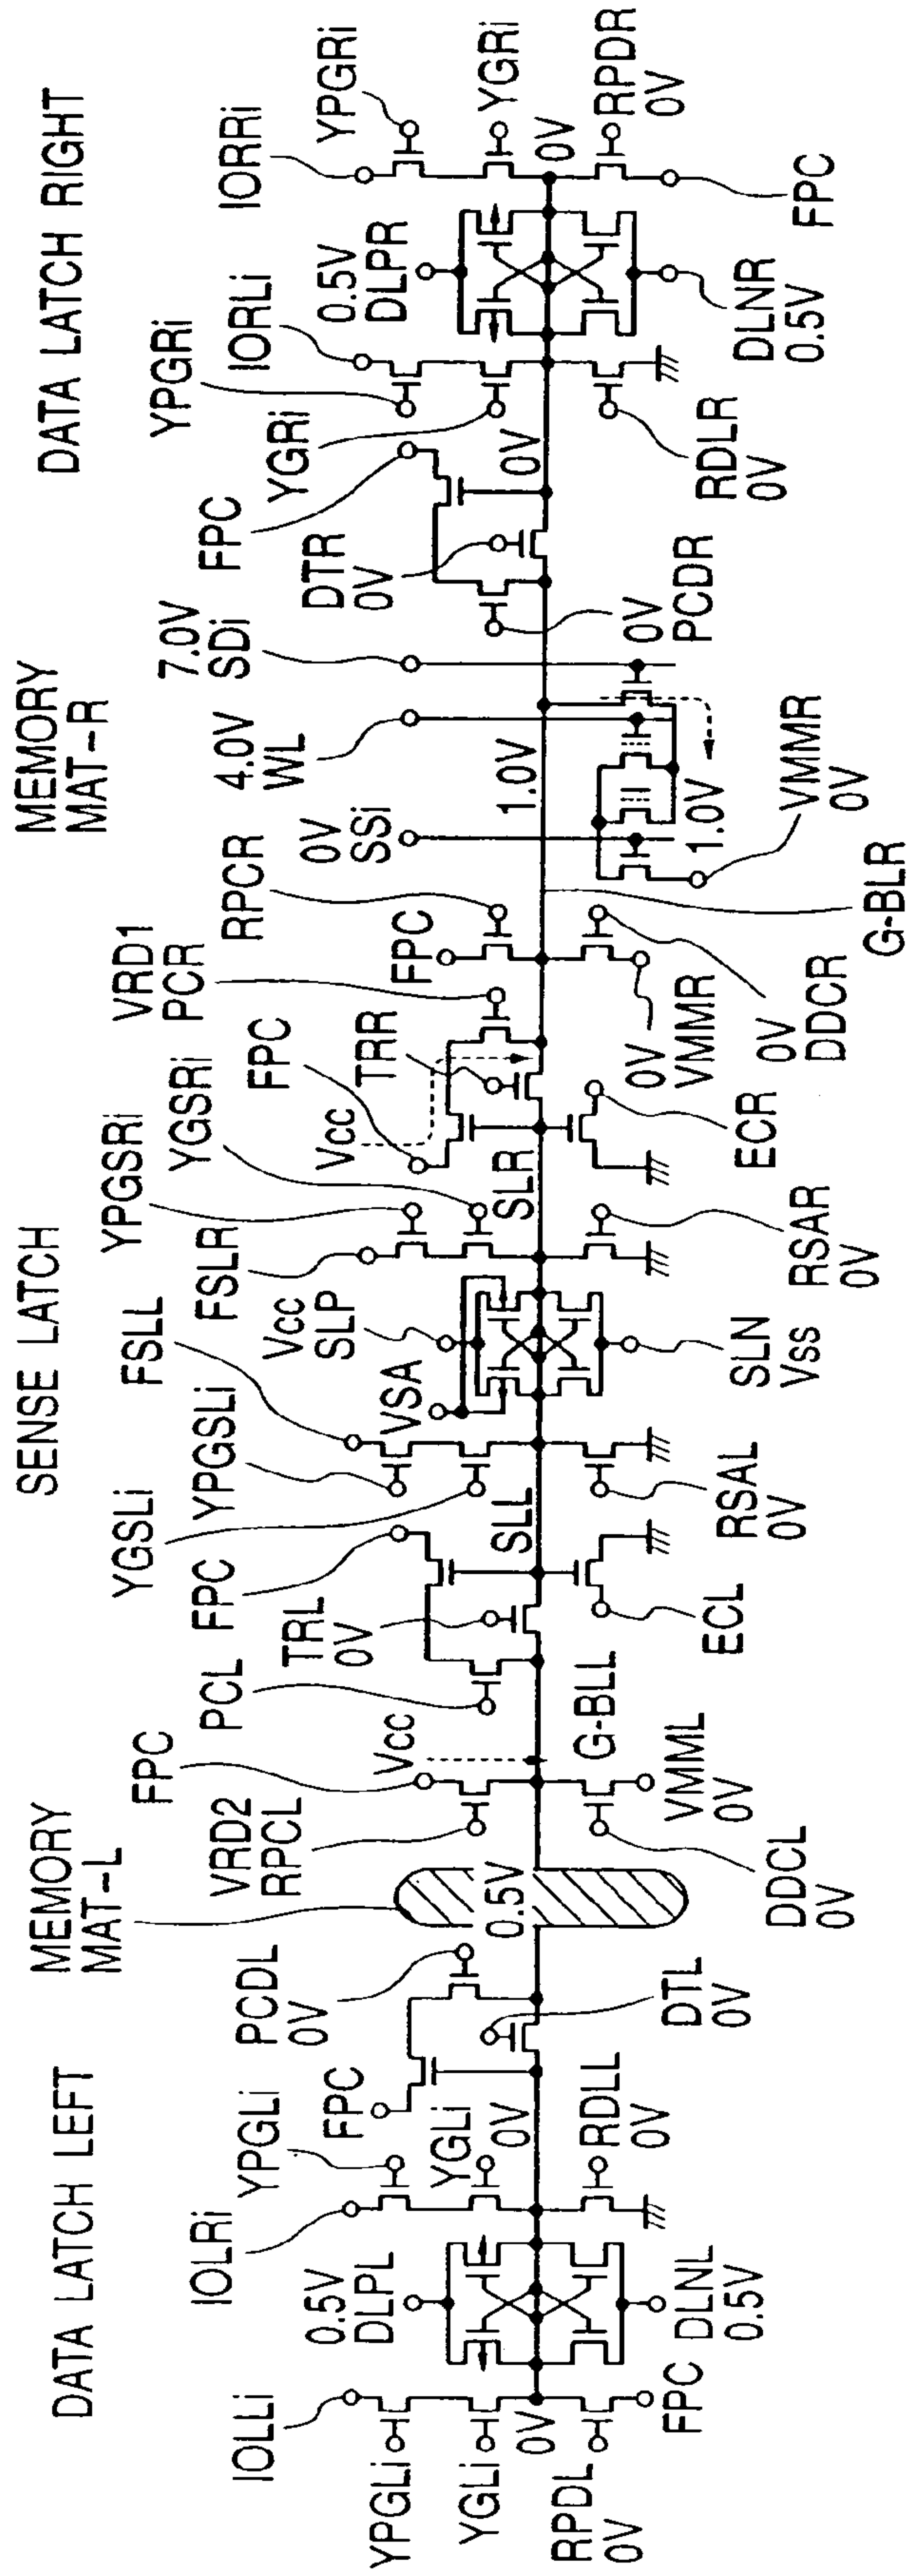 DATA LATCH LEFT
MEMORY
MAT-L
SENSE LATCH
MEMORY
MAT-R
DATA LATCH RIGHT
IOLLi
YPGLi
YGLi
0V
RPDL
0V
FPC
0.5V
DLPL
DLNL
0.5V
IOLRi
YPGLi
YGLi
0V
RDLL
0V
FPC
PCDL
0V
DTL
0V
0.5V
VRD2
RPCL
FPC
Vcc
DDCL
0V
VMML
0V
G-BLL
PCL
TRL
0V
FPC
ECL
SLL
YGSLi
YPGSLi
FSLL
RSAL
0V
VSA
Vcc
SLP
SLN
Vss
FSLR
YPGSRi
YGSRi
RSAR
0V
SLR
Vcc
FPC
TRR
ECR
VRD1
PCR
FPC
RPCR
0V
VMMR
0V
DDCR
G-BLR
0V
SSi
1.0V
4.0V
WL
7.0V
SDi
1.0V
VMMR
0V
0V
PCDR
DTR
0V
FPC
0V
YGRi
YPGRi
IORLi
RDLR
0V
0.5V
DLPR
DLNR
0.5V
IORRi
YPGRi
YGRi
0V
RPDR
0V
FPC